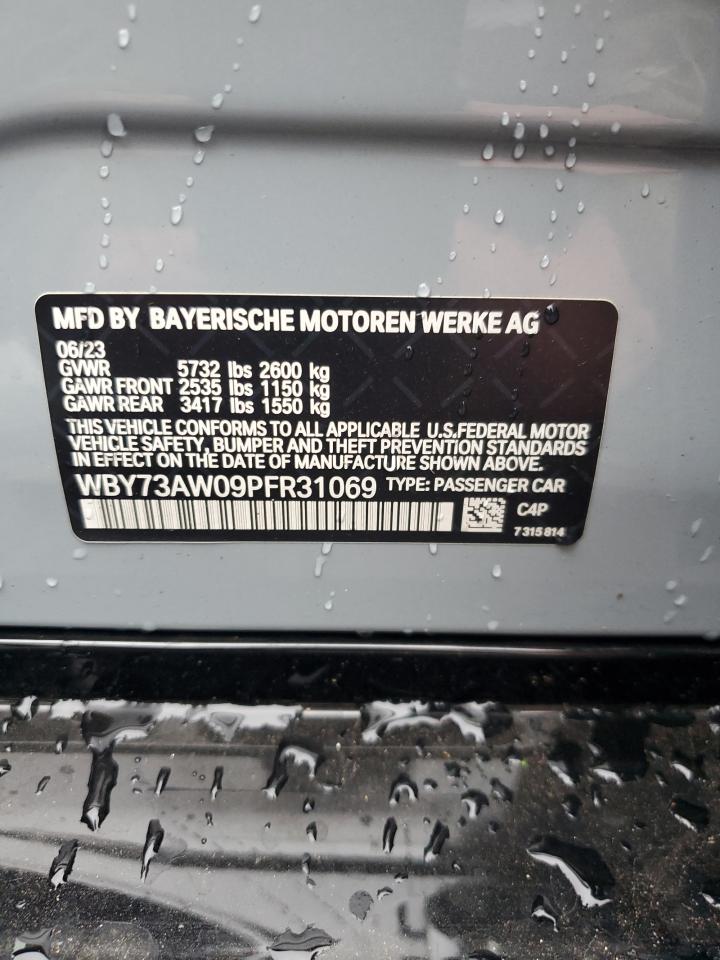 MFD BY BAYERISCHE MOTOREN WERKE AG
06/23
GVWR 5732 lbs 2600 kg
GAWR FRONT 2535 lbs 1150 kg
GAWR REAR 3417 lbs 1550 kg
THIS VEHICLE CONFORMS TO ALL APPLICABLE U.S.FEDERAL MOTOR
VEHICLE SAFETY, BUMPER AND THEFT PREVENTION STANDARDS
IN EFFECT ON THE DATE OF MANUFACTURE SHOWN ABOVE.
WBY73AW09PFR31069 TYPE: PASSENGER CAR
C4P
7 315 814